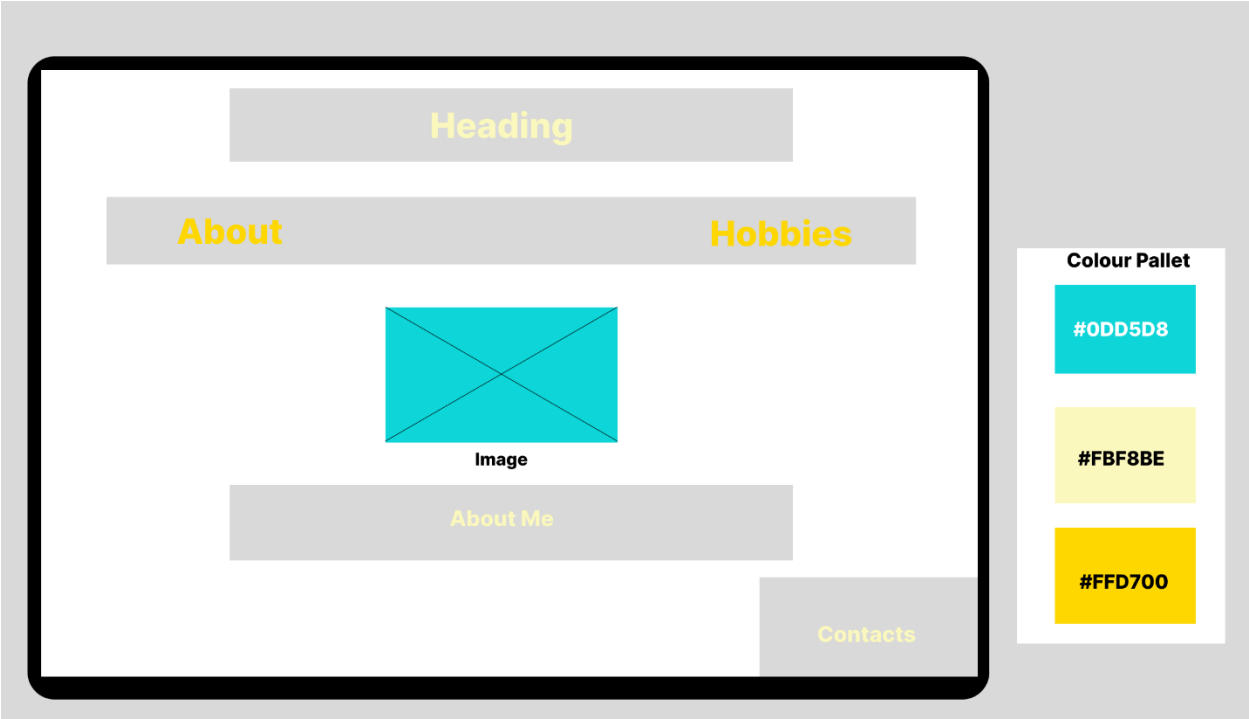 Heading
About
Hobbies
Image
About Me
Contacts
Colour Pallet
#0DD5D8
#FBF8BE
#FFD700